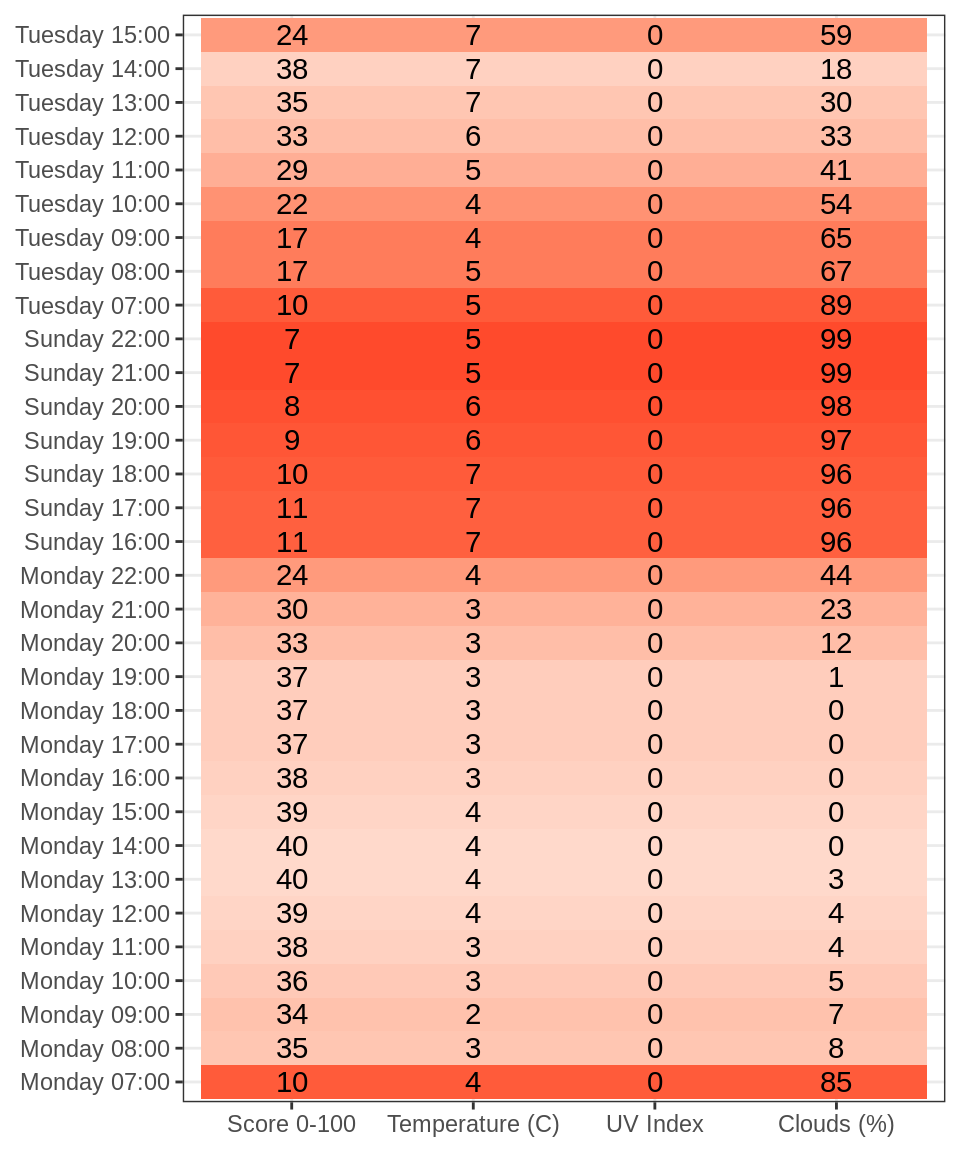 Tuesday 15:00 24 7 0 59
Tuesday 14:00 38 7 0 18
Tuesday 13:00 35 7 0 30
Tuesday 12:00 33 6 0 33
Tuesday 11:00 29 5 0 41
Tuesday 10:00 22 4 0 54
Tuesday 09:00 17 4 0 65
Tuesday 08:00 17 5 0 67
Tuesday 07:00 10 5 0 89
Sunday 22:00 7 5 0 99
Sunday 21:00 7 5 0 99
Sunday 20:00 8 6 0 98
Sunday 19:00 9 6 0 97
Sunday 18:00 10 7 0 96
Sunday 17:00 11 7 0 96
Sunday 16:00 11 7 0 96
Monday 22:00 24 4 0 44
Monday 21:00 30 3 0 23
Monday 20:00 33 3 0 12
Monday 19:00 37 3 0 1
Monday 18:00 37 3 0 0
Monday 17:00 37 3 0 0
Monday 16:00 38 3 0 0
Monday 15:00 39 4 0 0
Monday 14:00 40 4 0 0
Monday 13:00 40 4 0 3
Monday 12:00 39 4 0 4
Monday 11:00 38 3 0 4
Monday 10:00 36 3 0 5
Monday 09:00 34 2 0 7
Monday 08:00 35 3 0 8
Monday 07:00 10 4 0 85
Score 0-100 Temperature (C) UV Index Clouds (%)